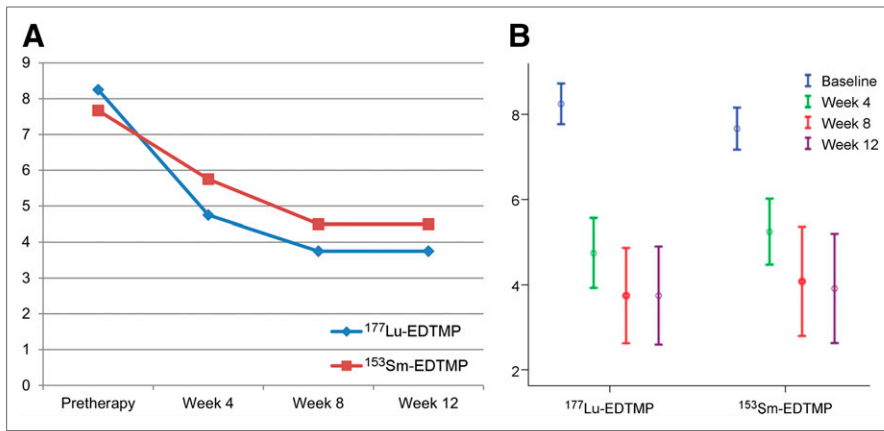 A
9
8
7
6
5
4
3
2
1
0
Pretherapy Week 4 Week 8 Week 12
¹⁷⁷Lu-EDTMP
¹⁵³Sm-EDTMP
B
8
6
4
2
Baseline
Week 4
Week 8
Week 12
¹⁷⁷Lu-EDTMP ¹⁵³Sm-EDTMP